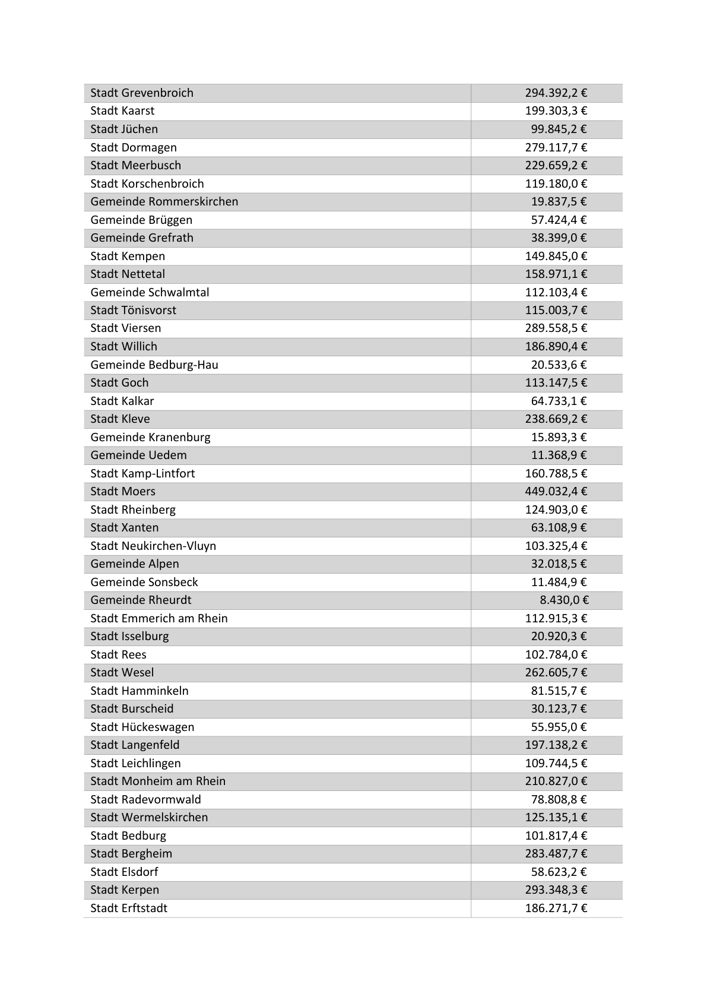 Stadt Grevenbroich 294.392,2 €
Stadt Kaarst 199.303,3 €
Stadt Jüchen 99.845,2 €
Stadt Dormagen 279.117,7 €
Stadt Meerbusch 229.659,2 €
Stadt Korschenbroich 119.180,0 €
Gemeinde Rommerskirchen 19.837,5 €
Gemeinde Brüggen 57.424,4 €
Gemeinde Grefrath 38.399,0 €
Stadt Kempen 149.845,0 €
Stadt Nettetal 158.971,1 €
Gemeinde Schwalmtal 112.103,4 €
Stadt Tönisvorst 115.003,7 €
Stadt Viersen 289.558,5 €
Stadt Willich 186.890,4 €
Gemeinde Bedburg-Hau 20.533,6 €
Stadt Goch 113.147,5 €
Stadt Kalkar 64.733,1 €
Stadt Kleve 238.669,2 €
Gemeinde Kranenburg 15.893,3 €
Gemeinde Uedem 11.368,9 €
Stadt Kamp-Lintfort 160.788,5 €
Stadt Moers 449.032,4 €
Stadt Rheinberg 124.903,0 €
Stadt Xanten 63.108,9 €
Stadt Neukirchen-Vluyn 103.325,4 €
Gemeinde Alpen 32.018,5 €
Gemeinde Sonsbeck 11.484,9 €
Gemeinde Rheurdt 8.430,0 €
Stadt Emmerich am Rhein 112.915,3 €
Stadt Isselburg 20.920,3 €
Stadt Rees 102.784,0 €
Stadt Wesel 262.605,7 €
Stadt Hamminkeln 81.515,7 €
Stadt Burscheid 30.123,7 €
Stadt Hückeswagen 55.955,0 €
Stadt Langenfeld 197.138,2 €
Stadt Leichlingen 109.744,5 €
Stadt Monheim am Rhein 210.827,0 €
Stadt Radevormwald 78.808,8 €
Stadt Wermelskirchen 125.135,1 €
Stadt Bedburg 101.817,4 €
Stadt Bergheim 283.487,7 €
Stadt Elsdorf 58.623,2 €
Stadt Kerpen 293.348,3 €
Stadt Erftstadt 186.271,7 €